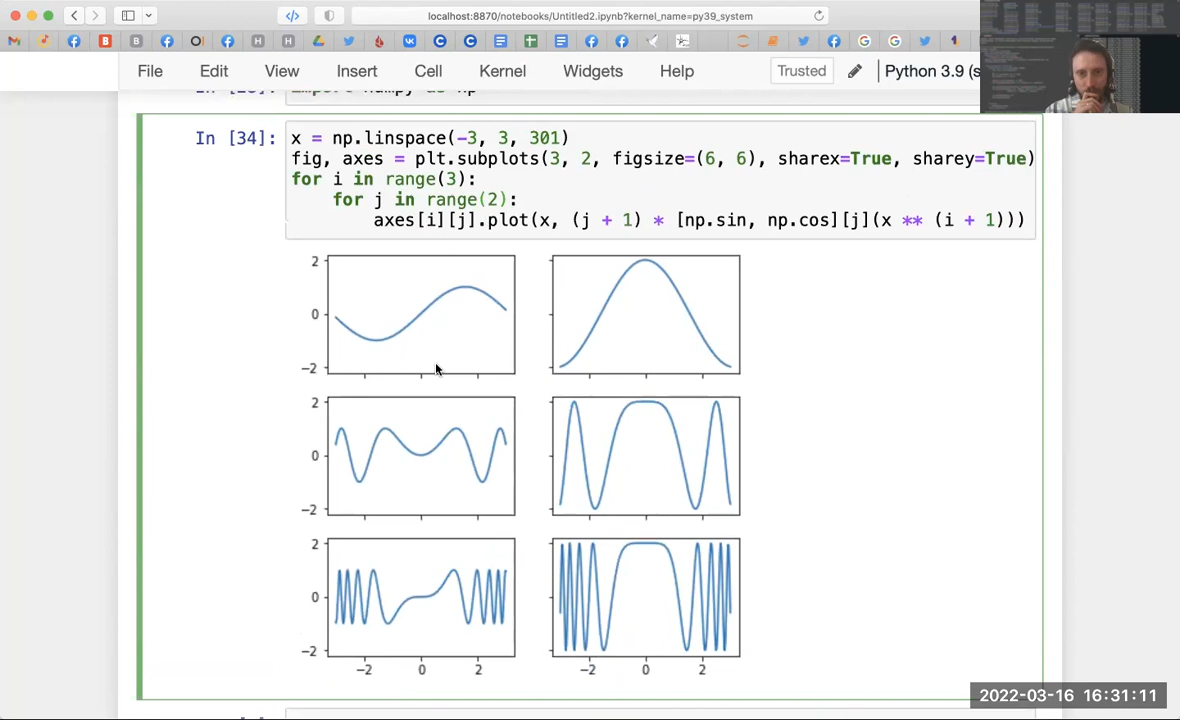 localhost:8870/notebooks/Untitled2.ipynb?kernel_name=py39_system
File Edit View Insert Cell Kernel Widgets Help Trusted Python 3.9 (s
In [34]:
x = np.linspace(-3, 3, 301)
fig, axes = plt.subplots(3, 2, figsize=(6, 6), sharex=True, sharey=True)
for i in range(3):
for j in range(2):
axes[i][j].plot(x, (j + 1) * [np.sin, np.cos][j](x ** (i + 1)))
2
0
−2
2
0
−2
2
0
−2
−2 0 2 −2 0 2
2022-03-16 16:31:11